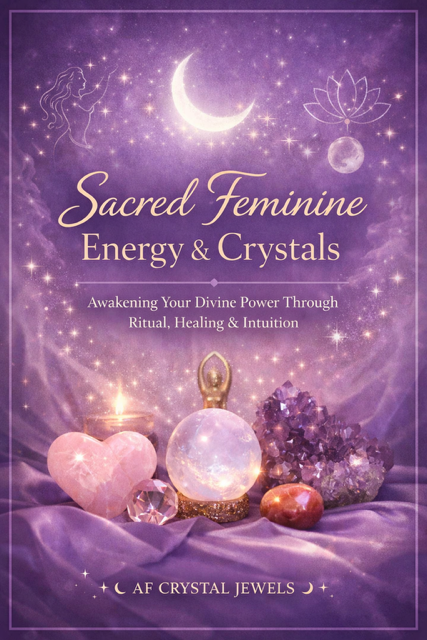 Sacred Feminine
Energy & Crystals
Awakening Your Divine Power Through
Ritual, Healing & Intuition
AF CRYSTAL JEWELS